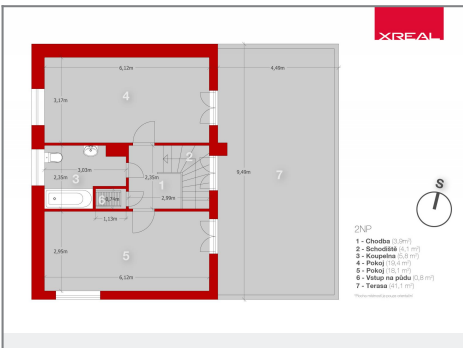 XREAL
6,12m
4,49m
4
3,17m
2
3,03m
3
2,35m
2,35m
1
9,49m
7
6
0,74m
2,99m
1,13m
S
2,95m
5
6,12m
2NP
1 - Chodba (3,9m²)
2 - Schodiště (4,1 m²)
3 - Koupelna (5,8 m²)
4 - Pokoj (19,4 m²)
5 - Pokoj (18,1 m²)
6 - Vstup na půdu (0,8 m²)
7 - Terasa (41,1 m²)